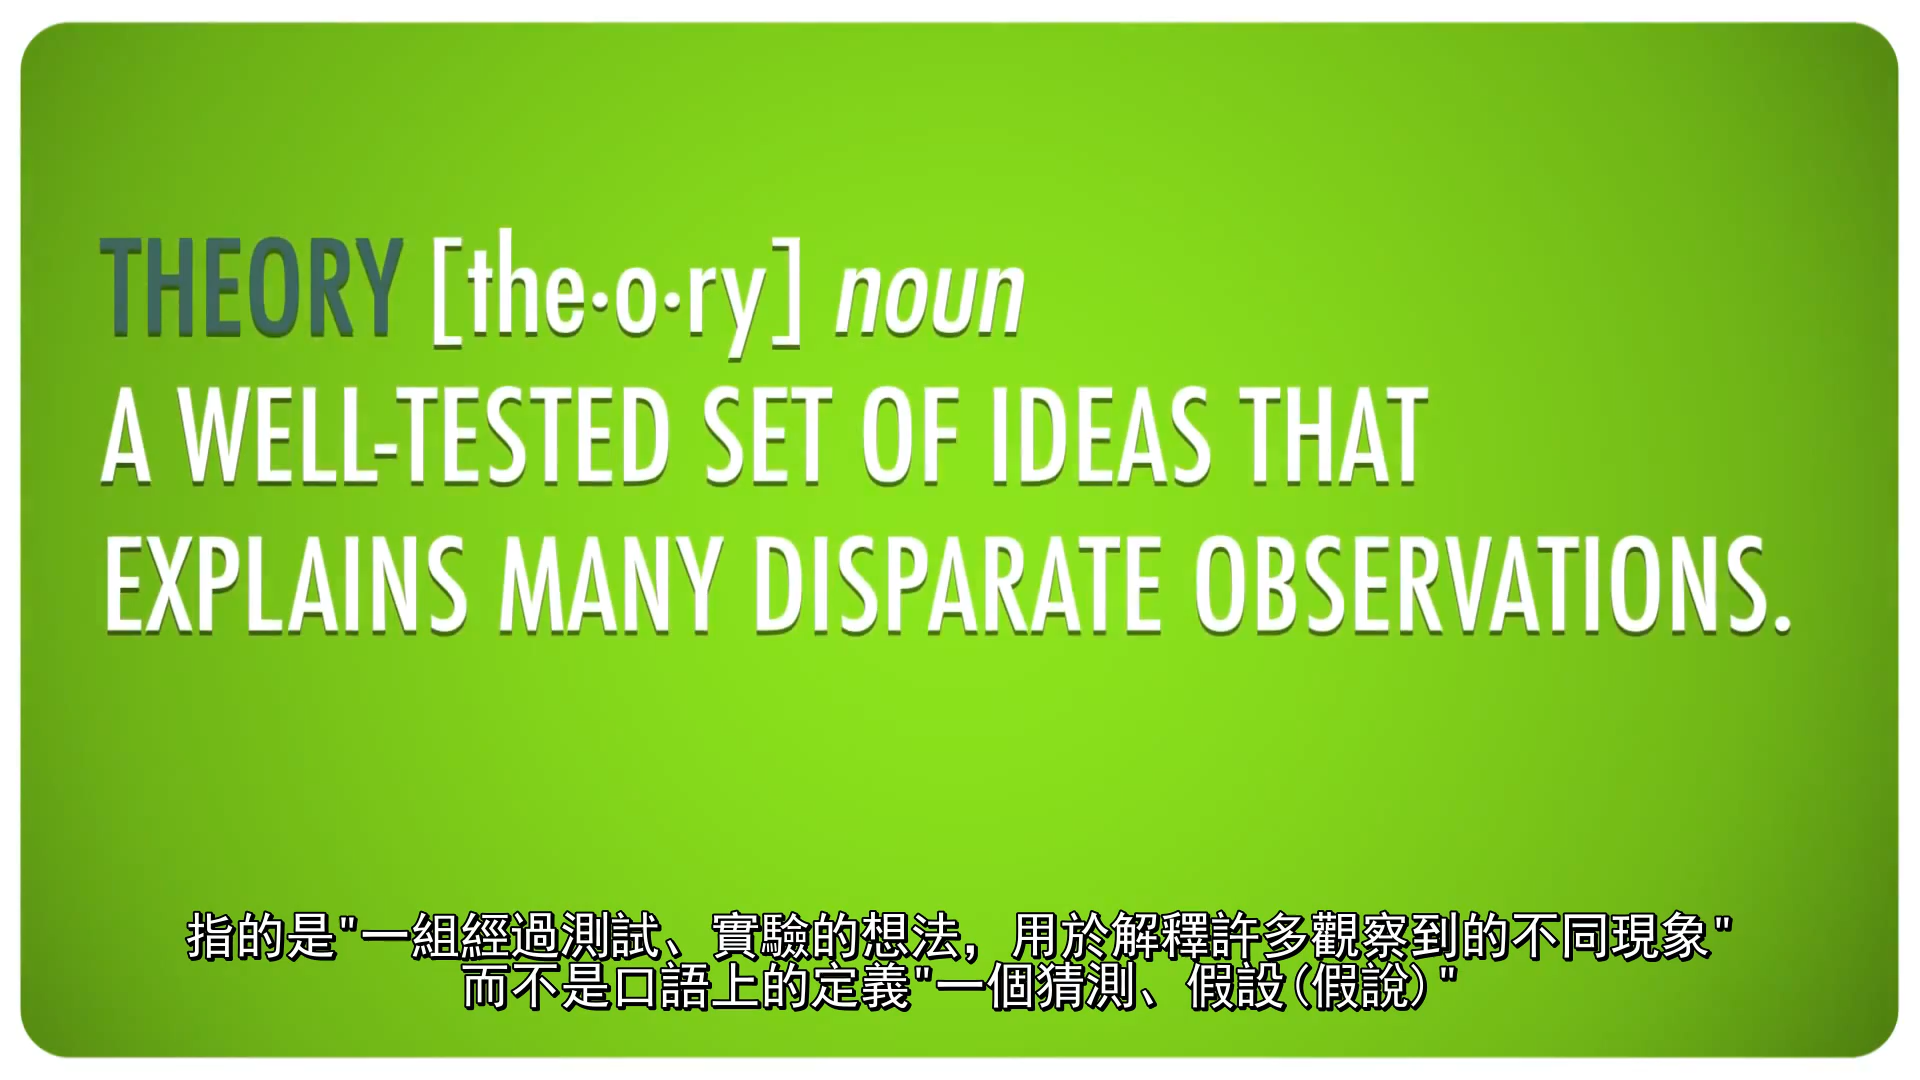 THEORY [the·o·ry] noun
A WELL-TESTED SET OF IDEAS THAT
EXPLAINS MANY DISPARATE OBSERVATIONS.
指的是"一組經過測試、實驗的想法，用於解釋許多觀察到的不同現象"
而不是口語上的定義"一個猜測、假設(假說)"